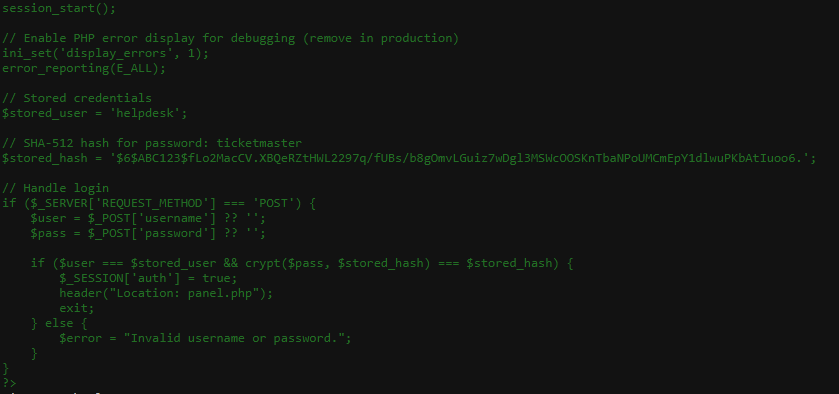 session_start();

// Enable PHP error display for debugging (remove in production)
ini_set('display_errors', 1);
error_reporting(E_ALL);

// Stored credentials
$stored_user = 'helpdesk';

// SHA-512 hash for password: ticketmaster
$stored_hash = '$6$ABC123$fLo2MacCV.XBQeRZtHWL2297q/fUBs/b8gOmvLGuiz7wDgl3MSWcOOSKnTbaNPoUMCmEpY1dlwuPKbAtIuoo6.';

// Handle login
if ($_SERVER['REQUEST_METHOD'] === 'POST') {
    $user = $_POST['username'] ?? '';
    $pass = $_POST['password'] ?? '';

    if ($user === $stored_user && crypt($pass, $stored_hash) === $stored_hash) {
        $_SESSION['auth'] = true;
        header("Location: panel.php");
        exit;
    } else {
        $error = "Invalid username or password.";
    }
}
?>